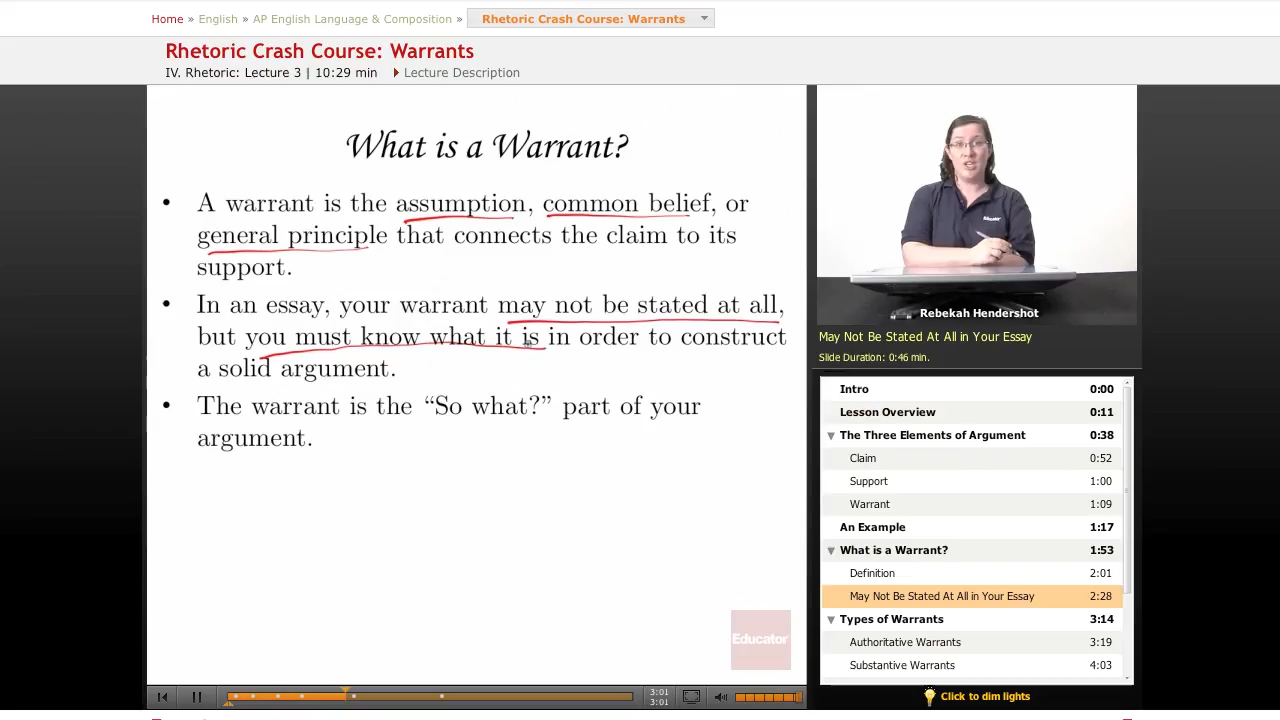 Home » English » AP English Language & Composition » Rhetoric Crash Course: Warrants
Rhetoric Crash Course: Warrants
IV. Rhetoric: Lecture 3 | 10:29 min Lecture Description
What is a Warrant?
• A warrant is the assumption, common belief, or
general principle that connects the claim to its
support.
• In an essay, your warrant may not be stated at all,
but you must know what it is in order to construct
a solid argument.
• The warrant is the “So what?” part of your
argument.
Educator
3:01
3:01
Educator
Rebekah Hendershot
May Not Be Stated At All in Your Essay
Slide Duration: 0:46 min.
Intro 0:00
Lesson Overview 0:11
The Three Elements of Argument 0:38
Claim 0:52
Support 1:00
Warrant 1:09
An Example 1:17
What is a Warrant? 1:53
Definition 2:01
May Not Be Stated At All in Your Essay 2:28
Types of Warrants 3:14
Authoritative Warrants 3:19
Substantive Warrants 4:03
Click to dim lights